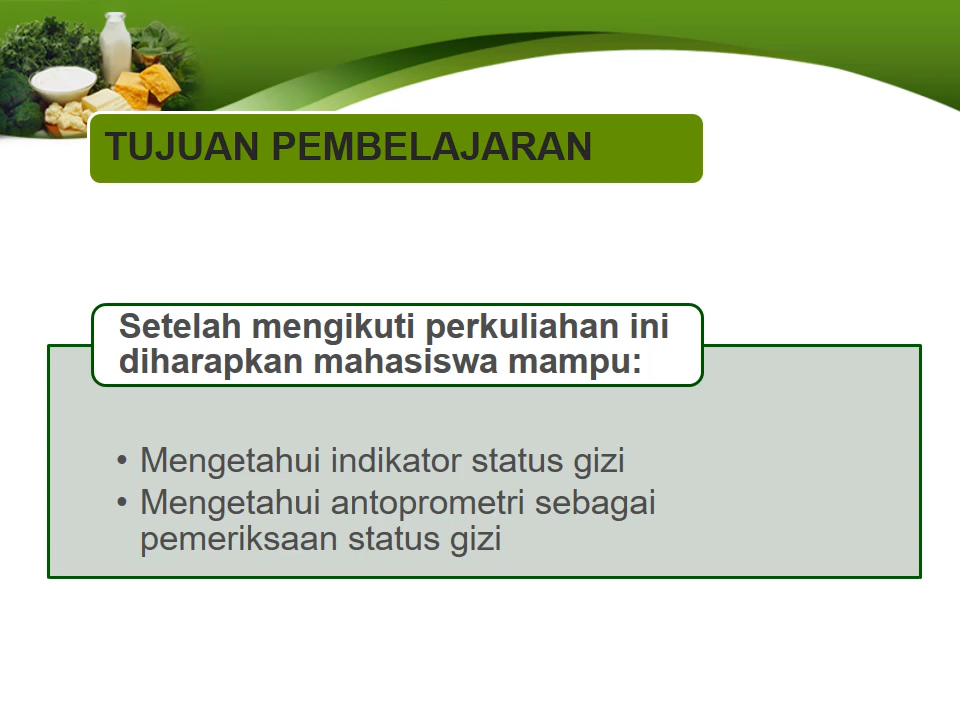 TUJUAN PEMBELAJARAN
Setelah mengikuti perkuliahan ini
diharapkan mahasiswa mampu:
• Mengetahui indikator status gizi
• Mengetahui antoprometri sebagai
pemeriksaan status gizi